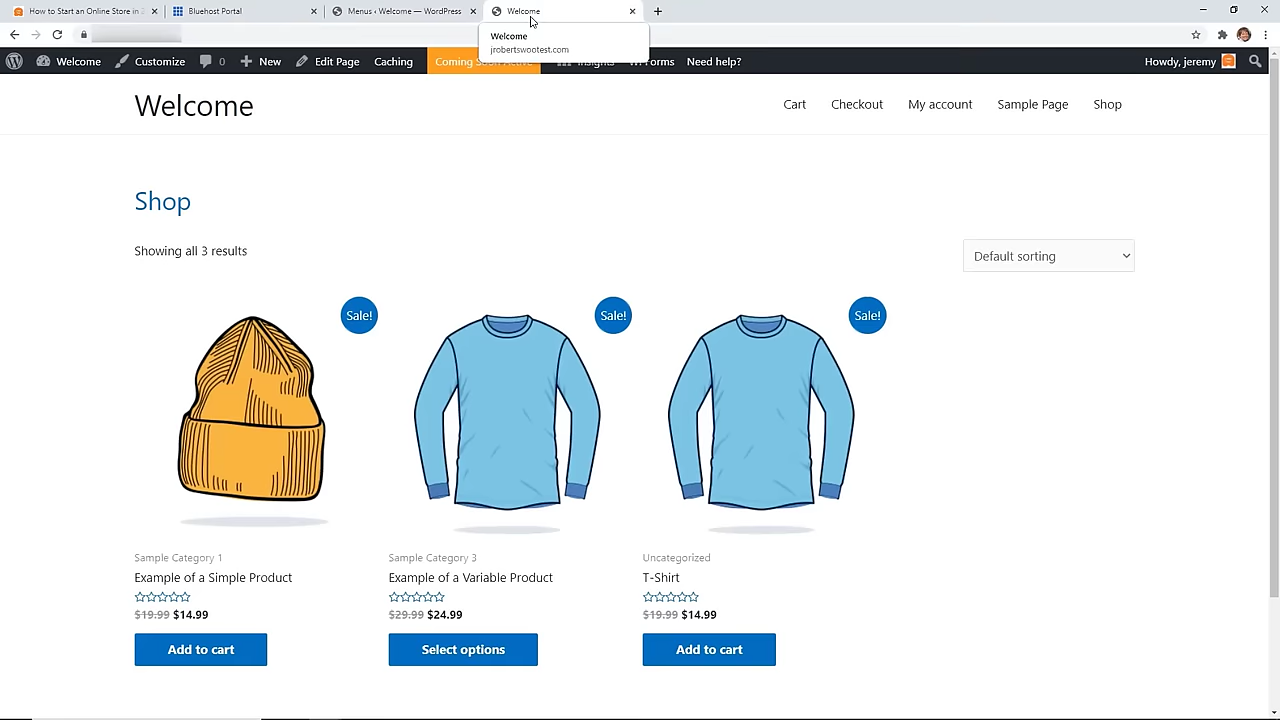 How to Start an Online Store in 2
Bluehost Portal
Menus ‹ Welcome — WordPress
Welcome
Welcome
jrobertswootest.com
Welcome
Customize
0
New
Edit Page
Caching
Coming Soon Active
Insights
WPForms
Need help?
Howdy, jeremy
Welcome
Cart
Checkout
My account
Sample Page
Shop
Shop
Showing all 3 results
Default sorting
Sale!
Sale!
Sale!
Sample Category 1
Example of a Simple Product
$19.99 $14.99
Add to cart
Sample Category 3
Example of a Variable Product
$29.99 $24.99
Select options
Uncategorized
T-Shirt
$19.99 $14.99
Add to cart